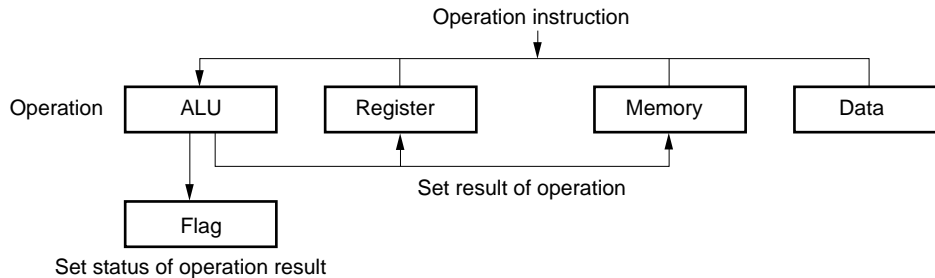 Operation instruction
Operation
ALU
Register
Memory
Data
Set result of operation
Flag
Set status of operation result